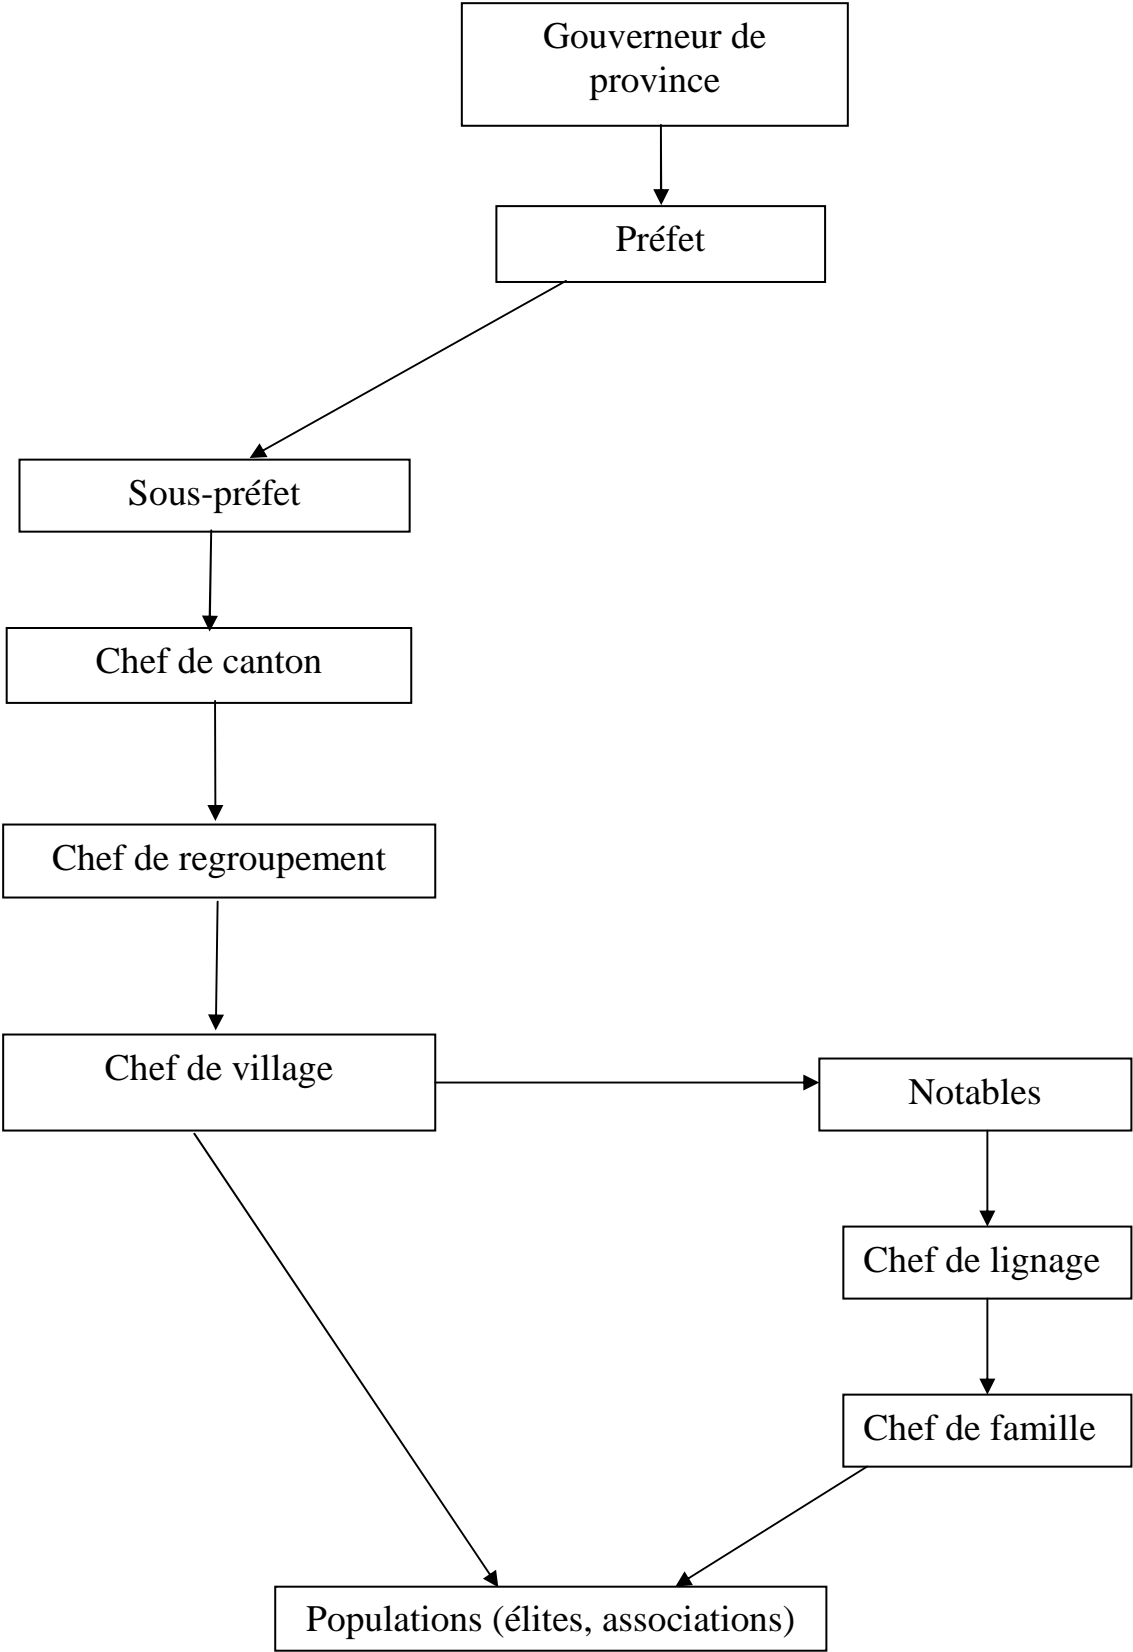 Gouverneur de
province
Préfet
Sous-préfet
Chef de canton
Chef de regroupement
Chef de village
Notables
Chef de lignage
Chef de famille
Populations (élites, associations)